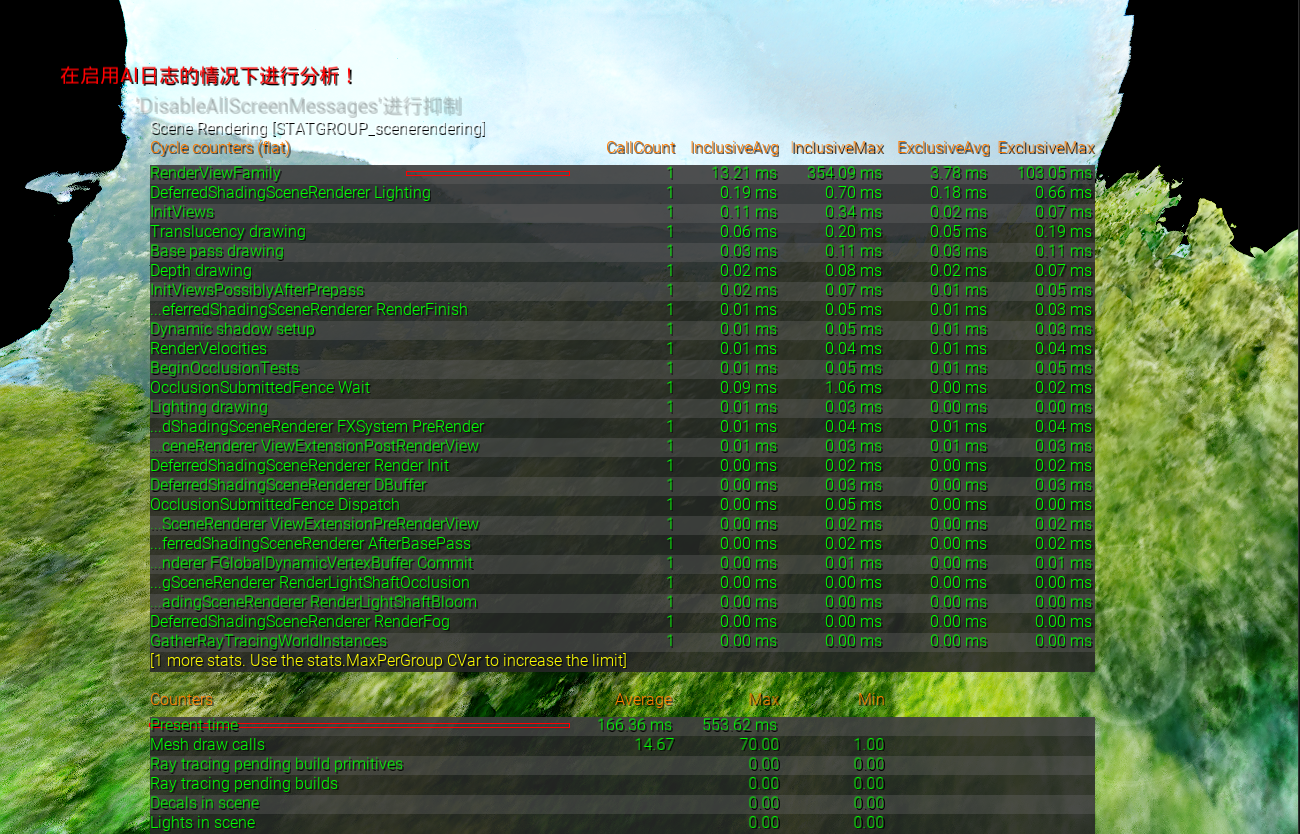 在启用AI日志的情况下进行分析！
'DisableAllScreenMessages'进行抑制
Scene Rendering [STATGROUP_scenerendering]
Cycle counters (flat) CallCount InclusiveAvg InclusiveMax ExclusiveAvg ExclusiveMax
RenderViewFamily 1 13.21 ms 354.09 ms 3.78 ms 103.05 ms
DeferredShadingSceneRenderer Lighting 1 0.19 ms 0.70 ms 0.18 ms 0.66 ms
InitViews 1 0.11 ms 0.34 ms 0.02 ms 0.07 ms
Translucency drawing 1 0.06 ms 0.20 ms 0.05 ms 0.19 ms
Base pass drawing 1 0.03 ms 0.11 ms 0.03 ms 0.11 ms
Depth drawing 1 0.02 ms 0.08 ms 0.02 ms 0.07 ms
InitViewsPossiblyAfterPrepass 1 0.02 ms 0.07 ms 0.01 ms 0.05 ms
...eferredShadingSceneRenderer RenderFinish 1 0.01 ms 0.05 ms 0.01 ms 0.03 ms
Dynamic shadow setup 1 0.01 ms 0.05 ms 0.01 ms 0.03 ms
RenderVelocities 1 0.01 ms 0.04 ms 0.01 ms 0.04 ms
BeginOcclusionTests 1 0.01 ms 0.05 ms 0.01 ms 0.05 ms
OcclusionSubmittedFence Wait 1 0.09 ms 1.06 ms 0.00 ms 0.02 ms
Lighting drawing 1 0.01 ms 0.03 ms 0.00 ms 0.00 ms
...dShadingSceneRenderer FXSystem PreRender 1 0.01 ms 0.04 ms 0.01 ms 0.04 ms
...ceneRenderer ViewExtensionPostRenderView 1 0.01 ms 0.03 ms 0.01 ms 0.03 ms
DeferredShadingSceneRenderer Render Init 1 0.00 ms 0.02 ms 0.00 ms 0.02 ms
DeferredShadingSceneRenderer DBuffer 1 0.00 ms 0.03 ms 0.00 ms 0.03 ms
OcclusionSubmittedFence Dispatch 1 0.00 ms 0.05 ms 0.00 ms 0.02 ms
...SceneRenderer ViewExtensionPreRenderView 1 0.00 ms 0.02 ms 0.00 ms 0.02 ms
...ferredShadingSceneRenderer AfterBasePass 1 0.00 ms 0.02 ms 0.00 ms 0.02 ms
...nderer FGlobalDynamicVertexBuffer Commit 1 0.00 ms 0.01 ms 0.00 ms 0.01 ms
...gSceneRenderer RenderLightShaftOcclusion 1 0.00 ms 0.00 ms 0.00 ms 0.00 ms
...adingSceneRenderer RenderLightShaftBloom 1 0.00 ms 0.00 ms 0.00 ms 0.00 ms
DeferredShadingSceneRenderer RenderFog 1 0.00 ms 0.00 ms 0.00 ms 0.00 ms
GatherRayTracingWorldInstances 1 0.00 ms 0.00 ms 0.00 ms 0.00 ms
[1 more stats. Use the stats.MaxPerGroup CVar to increase the limit]
Counters Average Max Min
Present time 166.36 ms 553.62 ms
Mesh draw calls 14.67 70.00 1.00
Ray tracing pending build primitives 0.00 0.00
Ray tracing pending builds 0.00 0.00
Decals in scene 0.00 0.00
Lights in scene 0.00 0.00